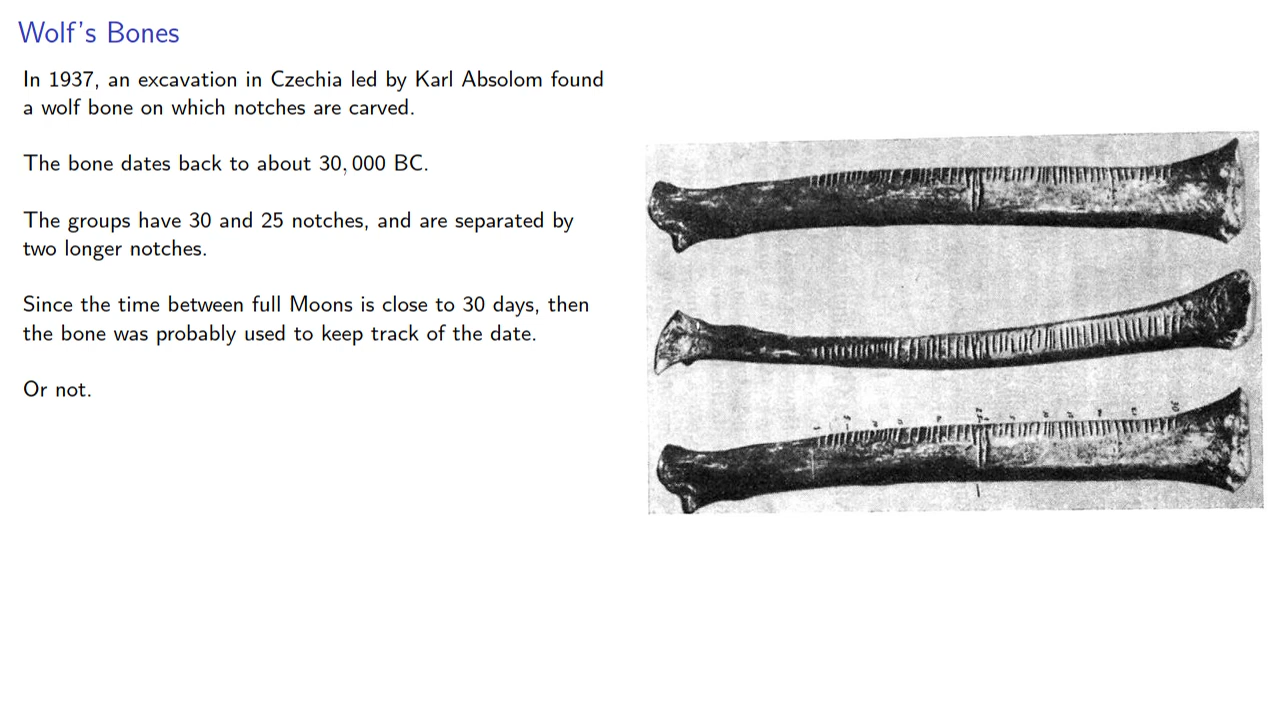 Wolf's Bones
In 1937, an excavation in Czechia led by Karl Absolom found
a wolf bone on which notches are carved.
The bone dates back to about 30,000 BC.
The groups have 30 and 25 notches, and are separated by
two longer notches.
Since the time between full Moons is close to 30 days, then
the bone was probably used to keep track of the date.
Or not.